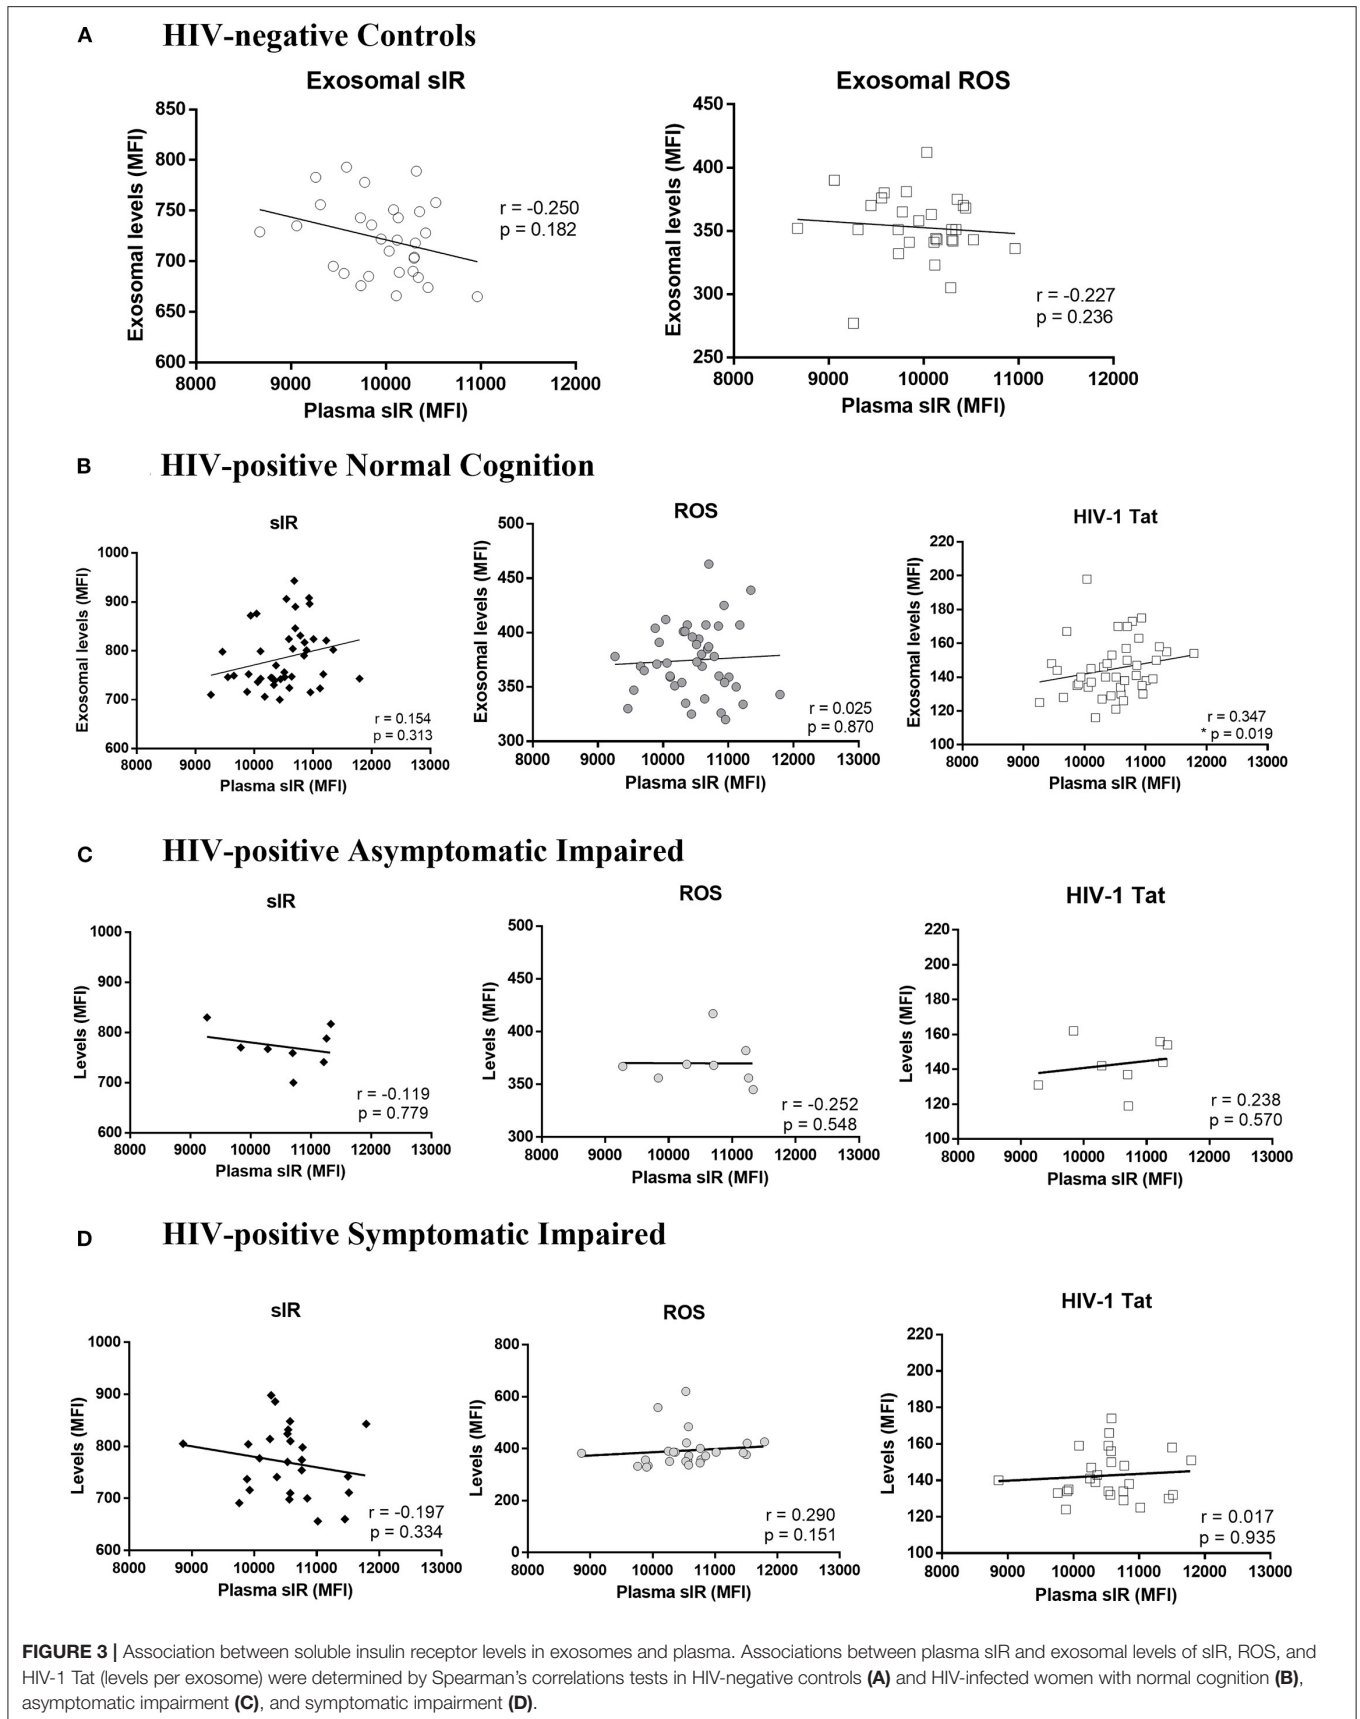 A HIV-negative Controls
Exosomal sIR
Exosomal levels (MFI)
850
800
750
700
650
600
r = -0.250
p = 0.182
8000 9000 10000 11000 12000
Plasma sIR (MFI)
Exosomal ROS
Exosomal levels (MFI)
450
400
350
300
250
r = -0.227
p = 0.236
8000 9000 10000 11000 12000
Plasma sIR (MFI)
B HIV-positive Normal Cognition
sIR
Exosomal levels (MFI)
1000
900
800
700
600
r = 0.154
p = 0.313
8000 9000 10000 11000 12000 13000
Plasma sIR (MFI)
ROS
Exosomal levels (MFI)
500
450
400
350
300
r = 0.025
p = 0.870
8000 9000 10000 11000 12000 13000
Plasma sIR (MFI)
HIV-1 Tat
Exosomal levels (MFI)
220
200
180
160
140
120
100
r = 0.347
* p = 0.019
8000 9000 10000 11000 12000 13000
Plasma sIR (MFI)
C HIV-positive Asymptomatic Impaired
sIR
Levels (MFI)
1000
900
800
700
600
r = -0.119
p = 0.779
8000 9000 10000 11000 12000 13000
Plasma sIR (MFI)
ROS
Levels (MFI)
500
450
400
350
300
r = -0.252
p = 0.548
8000 9000 10000 11000 12000 13000
Plasma sIR (MFI)
HIV-1 Tat
Levels (MFI)
220
200
180
160
140
120
100
r = 0.238
p = 0.570
8000 9000 10000 11000 12000 13000
Plasma sIR (MFI)
D HIV-positive Symptomatic Impaired
sIR
Levels (MFI)
1000
900
800
700
600
r = -0.197
p = 0.334
8000 9000 10000 11000 12000 13000
Plasma sIR (MFI)
ROS
Levels (MFI)
800
600
400
200
0
r = 0.290
p = 0.151
8000 9000 10000 11000 12000 13000
Plasma sIR (MFI)
HIV-1 Tat
Levels (MFI)
220
200
180
160
140
120
100
r = 0.017
p = 0.935
8000 9000 10000 11000 12000 13000
Plasma sIR (MFI)
FIGURE 3 | Association between soluble insulin receptor levels in exosomes and plasma. Associations between plasma sIR and exosomal levels of sIR, ROS, and
HIV-1 Tat (levels per exosome) were determined by Spearman's correlations tests in HIV-negative controls (A) and HIV-infected women with normal cognition (B),
asymptomatic impairment (C), and symptomatic impairment (D).